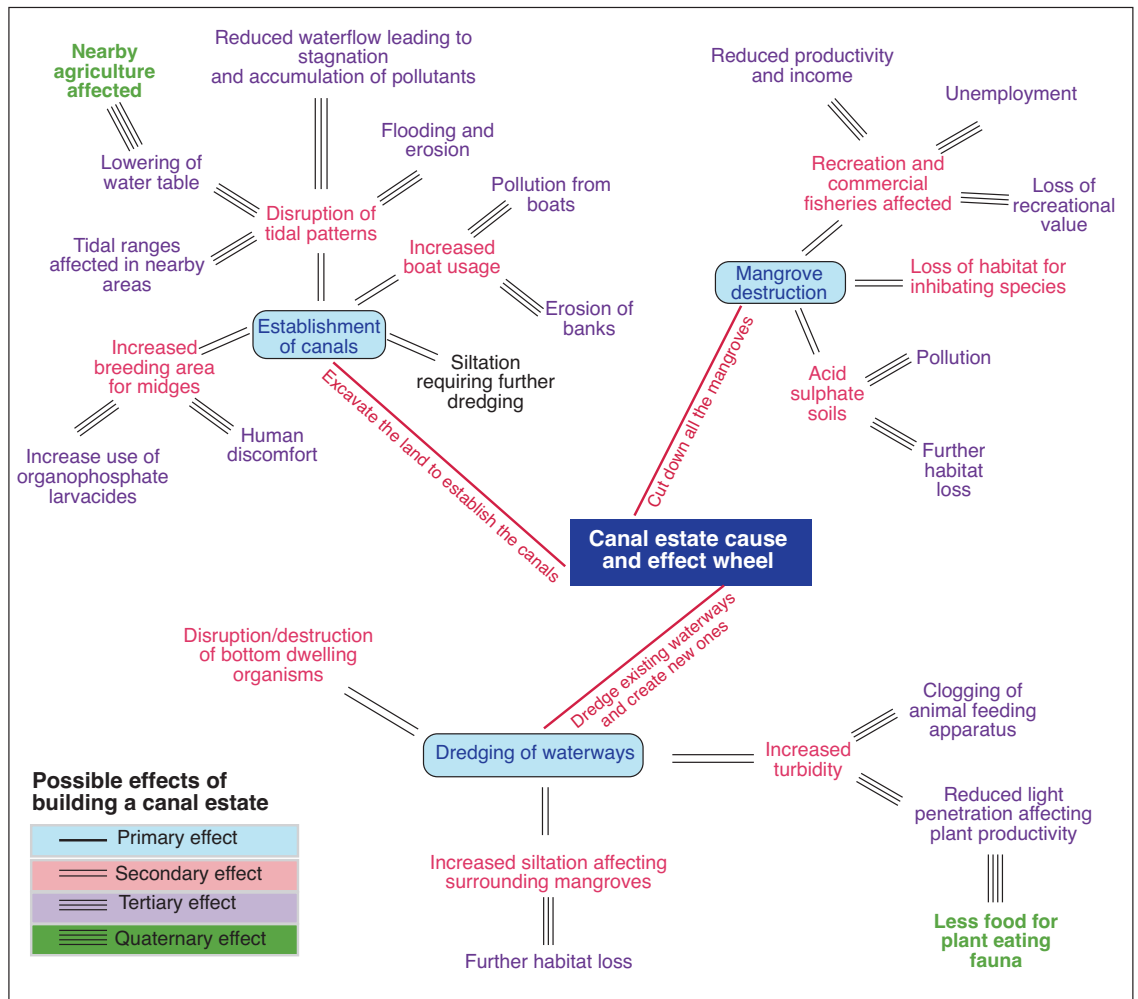 Nearby
agriculture
affected
Reduced waterflow leading to
stagnation
and accumulation of pollutants
Lowering of
water table
Flooding and
erosion
Disruption of
tidal patterns
Tidal ranges
affected in nearby
areas
Pollution from
boats
Increased
boat usage
Erosion of
banks
Establishment
of canals
Siltation
requiring further
dredging
Increased
breeding area
for midges
Increase use of
organophosphate
larvacides
Human
discomfort
Excavate the land to establish the canals
Reduced productivity
and income
Unemployment
Recreation and
commercial
fisheries affected
Loss of
recreational
value
Mangrove
destruction
Loss of habitat for
inhibating species
Acid
sulphate
soils
Pollution
Further
habitat
loss
Cut down all the mangroves
Canal estate cause
and effect wheel
Dredge existing waterways
and create new ones
Disruption/destruction
of bottom dwelling
organisms
Dredging of waterways
Increased
turbidity
Clogging of
animal feeding
apparatus
Reduced light
penetration affecting
plant productivity
Less food for
plant eating
fauna
Increased siltation affecting
surrounding mangroves
Further habitat loss
Possible effects of
building a canal estate
Primary effect
Secondary effect
Tertiary effect
Quaternary effect